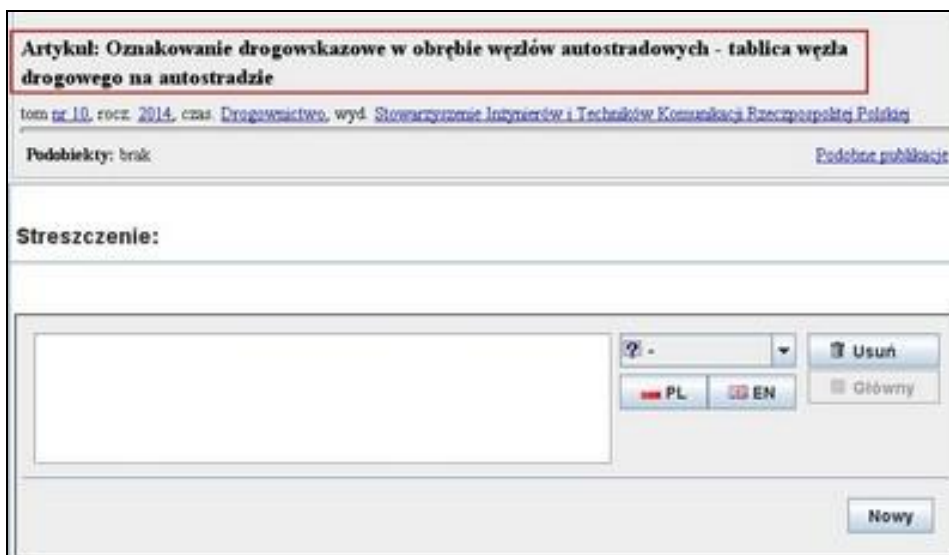 Artykuł: Oznakowanie drogowskazowe w obrębie węzłów autostradowych - tablica węzła
drogowego na autostradzie
tom nr 10, rocz. 2014, czas. Drogownictwo, wyd. Stowarzyszenie Inżynierów i Techników Komunikacji Rzeczpospolitej Polskiej
Podobiekty: brak Podobne publikacje
Streszczenie:
? - Usuń
PL EN Główny
Nowy